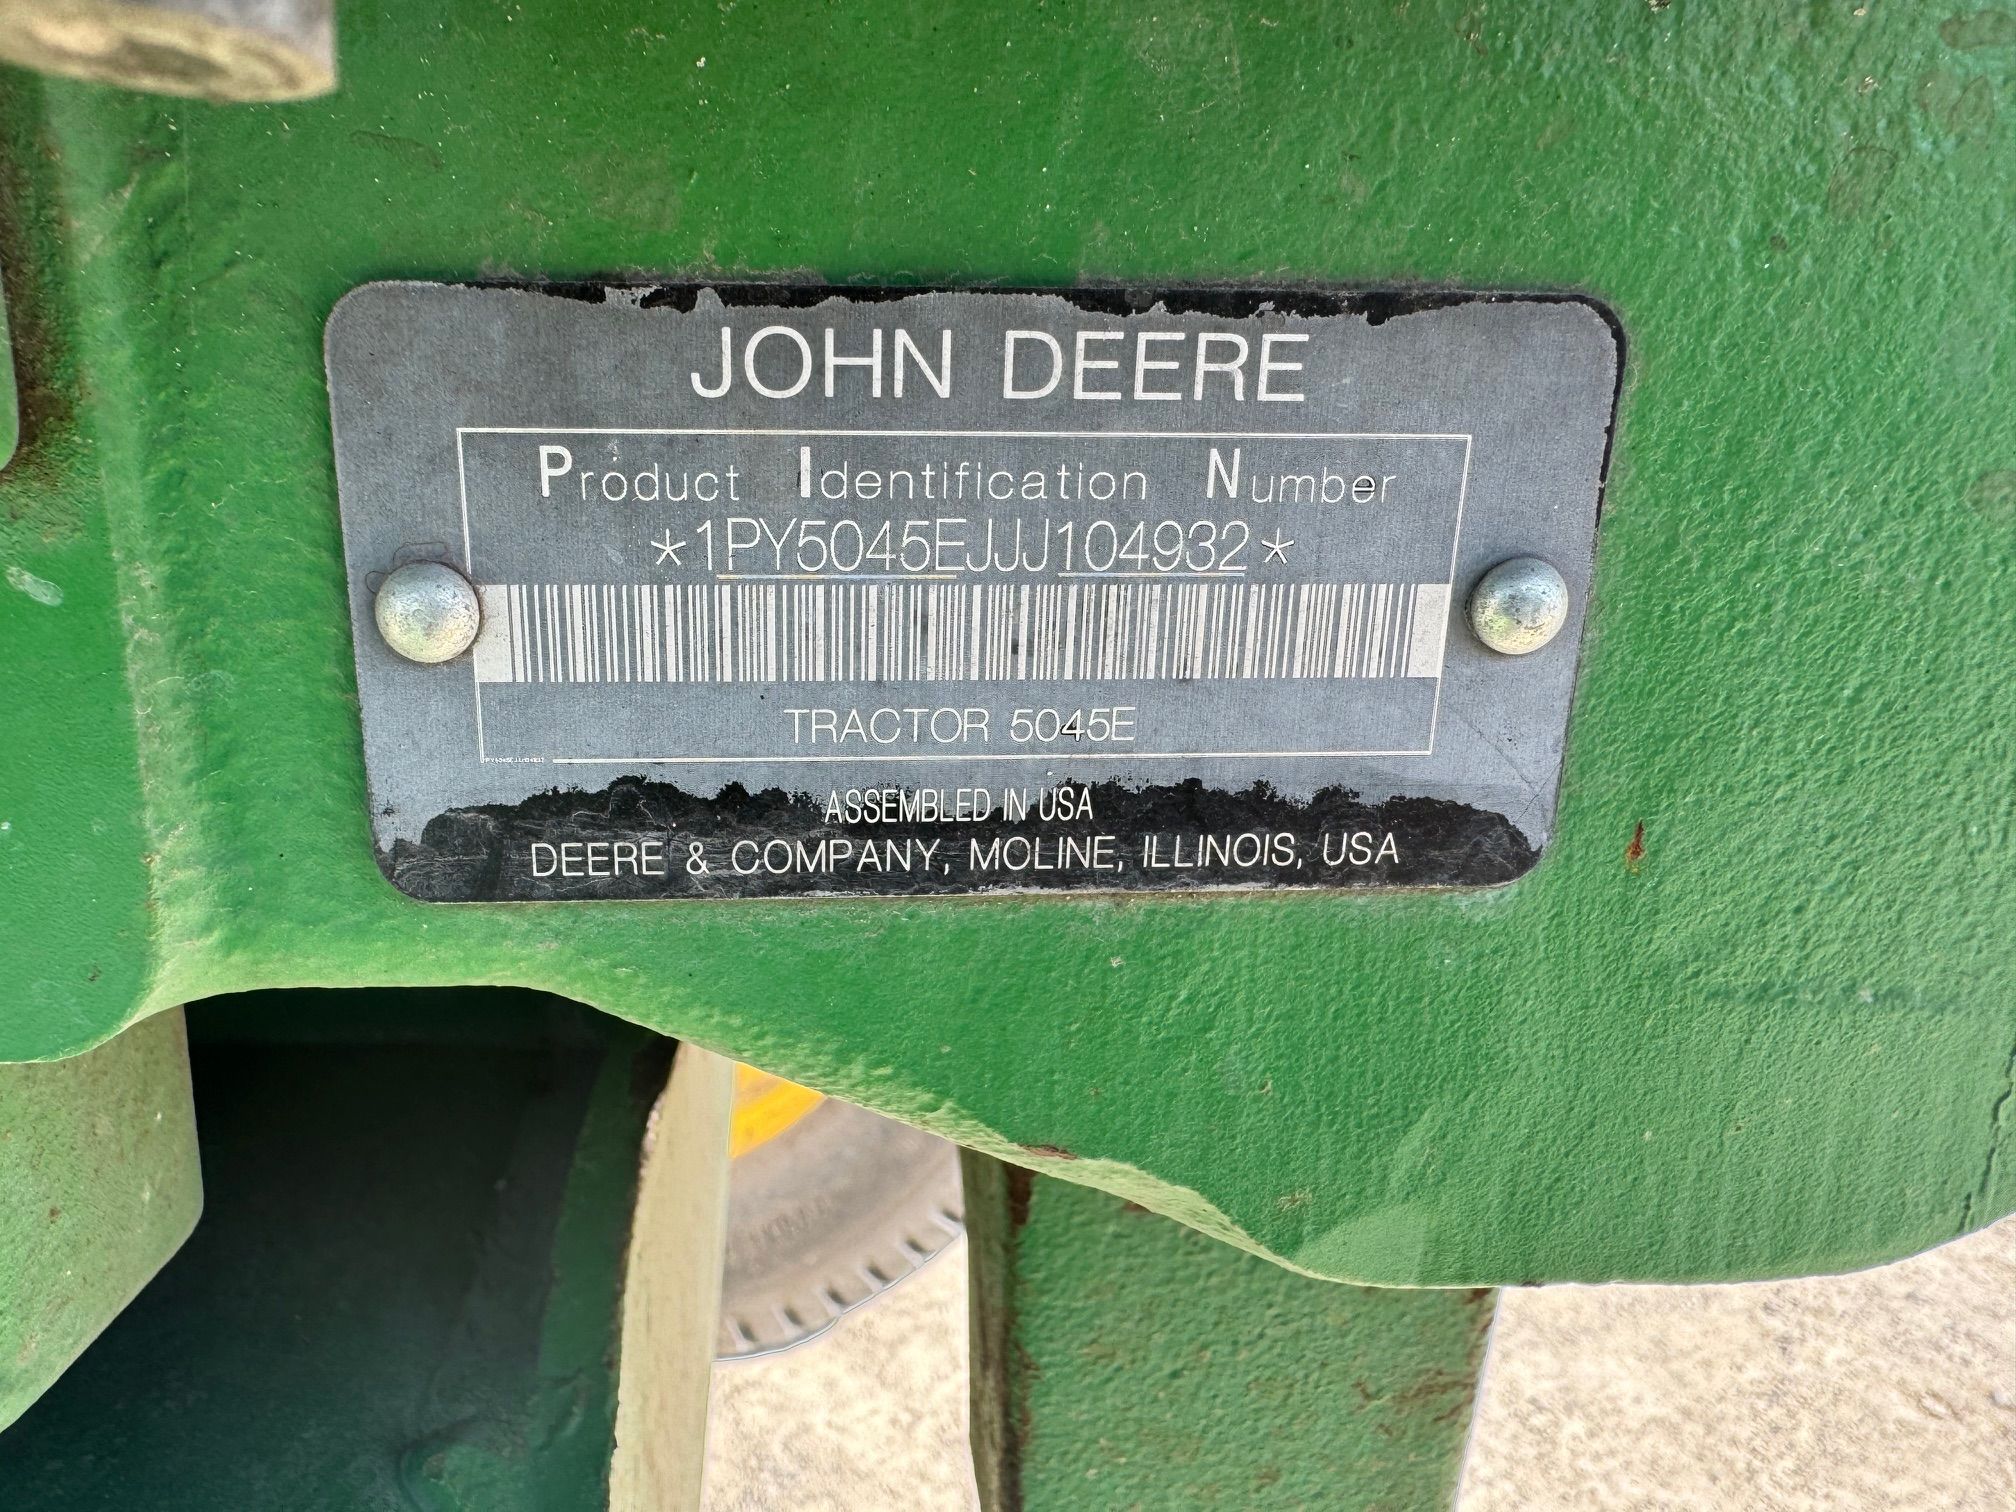 JOHN DEERE
Product Identification Number
*1PY5045EJJJ104932*
TRACTOR 5045E
ASSEMBLED IN USA
DEERE & COMPANY, MOLINE, ILLINOIS, USA